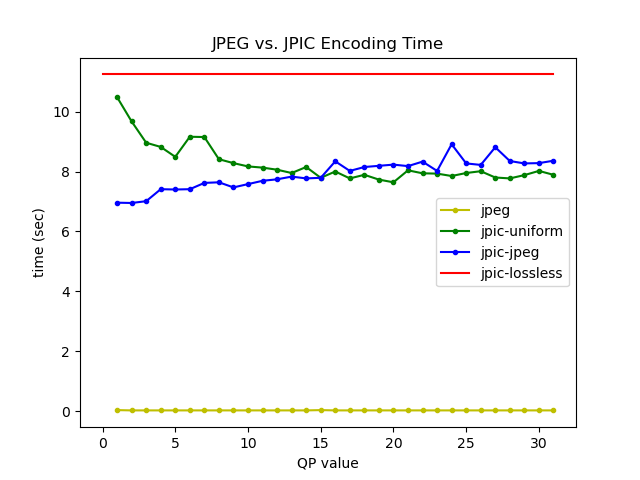 JPEG vs. JPIC Encoding Time
time (sec)
10
8
6
4
2
0
jpeg
jpic-uniform
jpic-jpeg
jpic-lossless
0 5 10 15 20 25 30
QP value